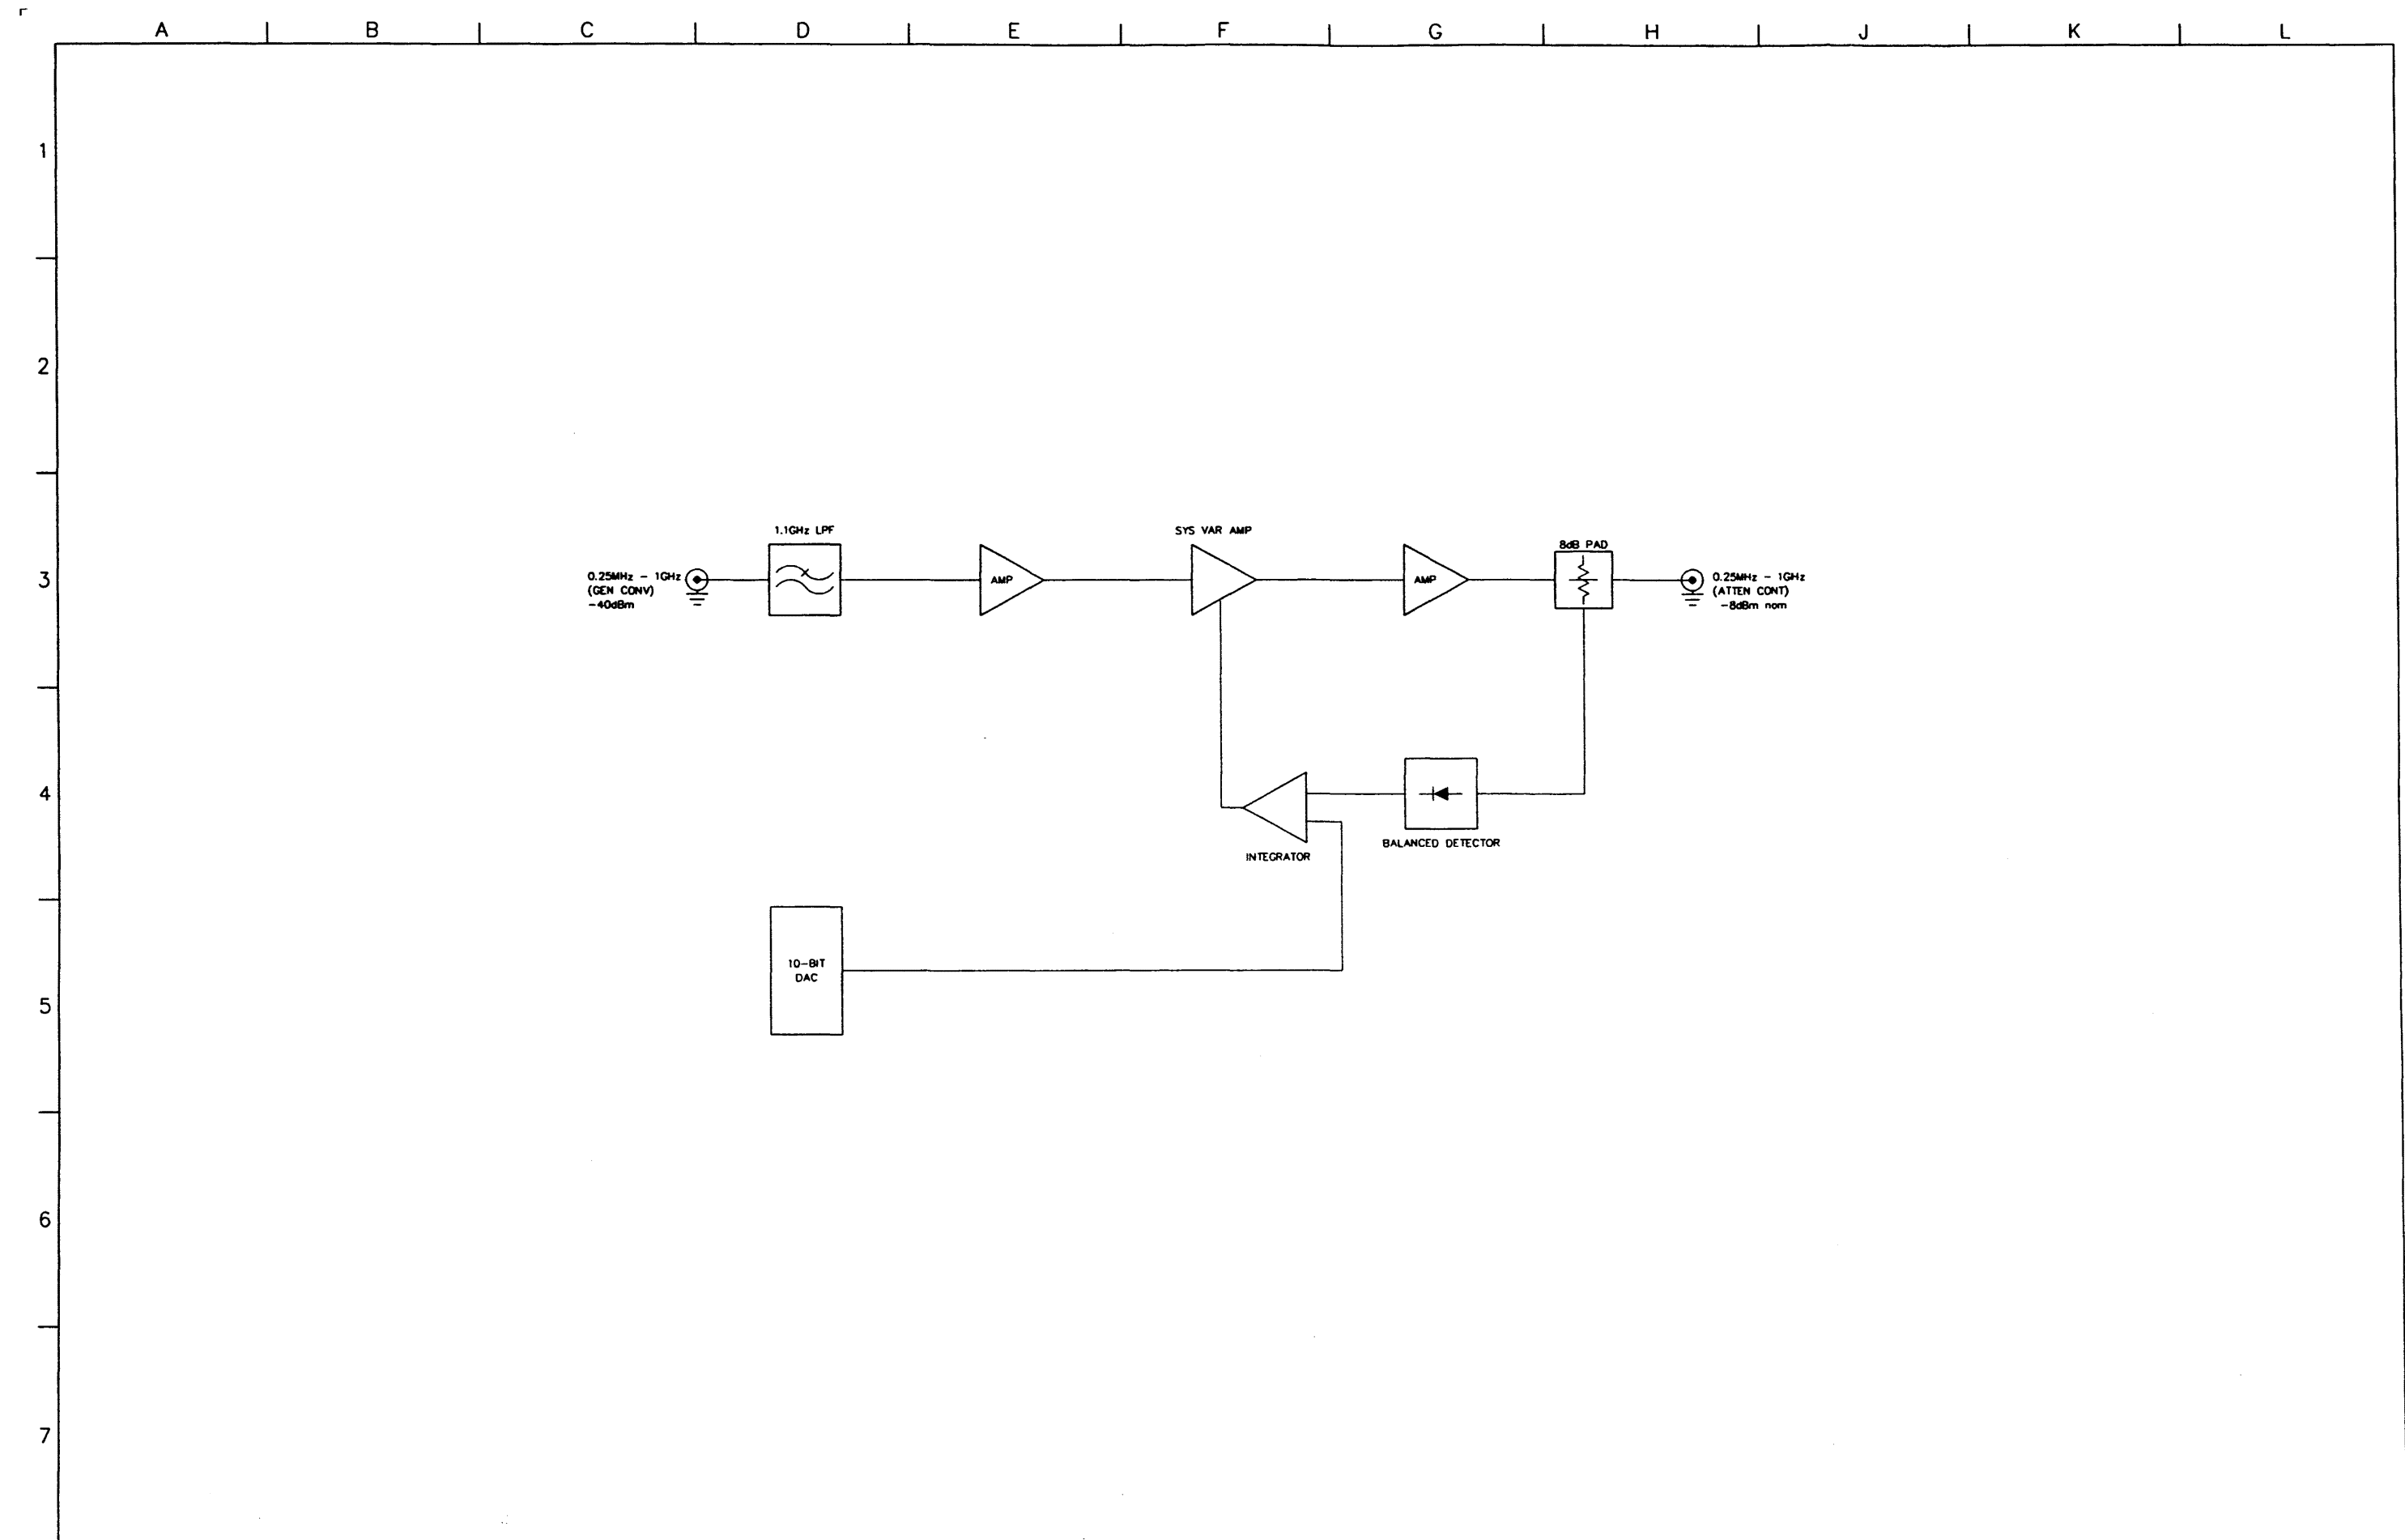 A B C D E F G H J K L
1
2
3
4
5
6
7
1.1GHz LPF
SYS VAR AMP
8dB PAD
0.25MHz - 1GHz
(GEN CONV)
-40dBm
AMP
AMP
0.25MHz - 1GHz
(ATTEN CONT)
-8dBm nom
INTEGRATOR
BALANCED DETECTOR
10-BIT
DAC